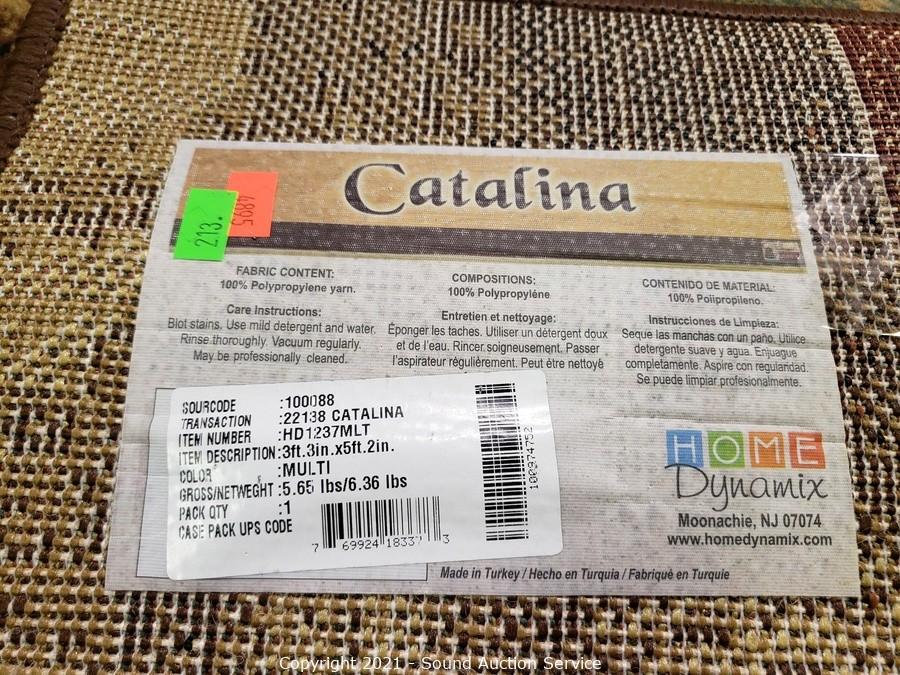 Catalina
213.
5687
FABRIC CONTENT:
100% Polypropylene yarn.
Care Instructions:
Blot stains. Use mild detergent and water.
Rinse thoroughly. Vacuum regularly.
May be professionally cleaned.
COMPOSITIONS:
100% Polypropylène
Entretien et nettoyage:
Éponger les taches. Utiliser un détergent doux
et de l'eau. Rincer soigneusement. Passer
l'aspirateur régulièrement. Peut être nettoyé
CONTENIDO DE MATERIAL:
100% Polipropileno.
Instrucciones de Limpieza:
Seque las manchas con un paño. Utilice
detergente suave y agua. Enjuague
completamente. Aspire con regularidad.
Se puede limpiar profesionalmente.
SOURCODE :100088
TRANSACTION :22138 CATALINA
ITEM NUMBER :HD1237MLT
ITEM DESCRIPTION:3ft.3in.x5ft.2in.
COLOR :MULTI
GROSS/NETWEGHT :5.65 lbs/6.36 lbs
PACK QTY :1
CASE PACK UPS CODE
7 69924 18337 3
100974752
HOME
Dynamix
Moonachie, NJ 07074
www.homedynamix.com
Made in Turkey / Hecho en Turquia / Fabriqué en Turquie
Copyright 2021 - Sound Auction Service